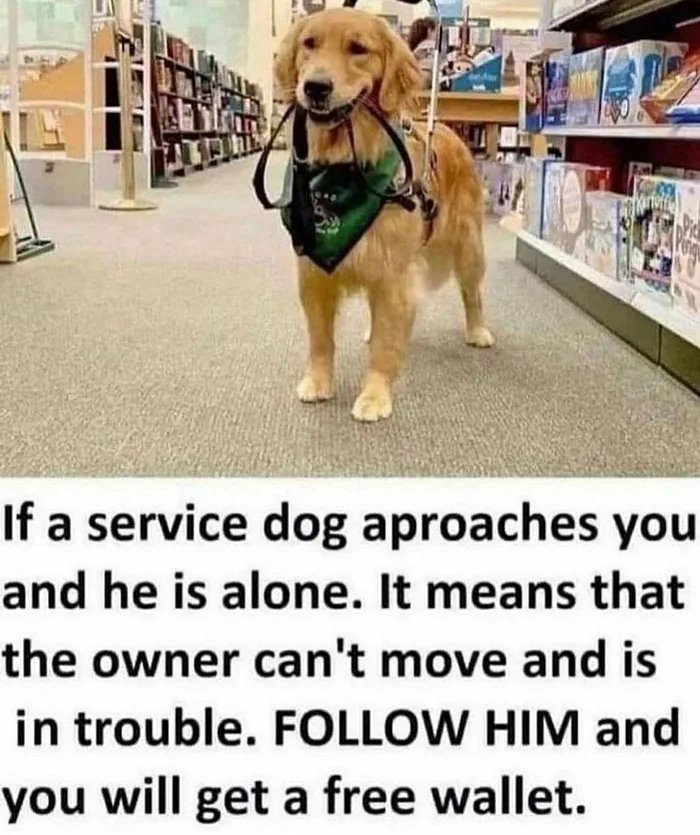 If a service dog aproaches you
and he is alone. It means that
the owner can't move and is
in trouble. FOLLOW HIM and
you will get a free wallet.